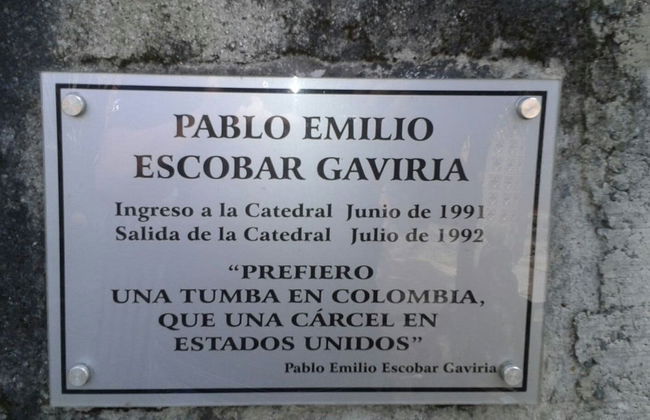 PABLO EMILIO
ESCOBAR GAVIRIA
Ingreso a la Catedral Junio de 1991
Salida de la Catedral Julio de 1992
“PREFIERO
UNA TUMBA EN COLOMBIA,
QUE UNA CÁRCEL EN
ESTADOS UNIDOS”
Pablo Emilio Escobar Gaviria